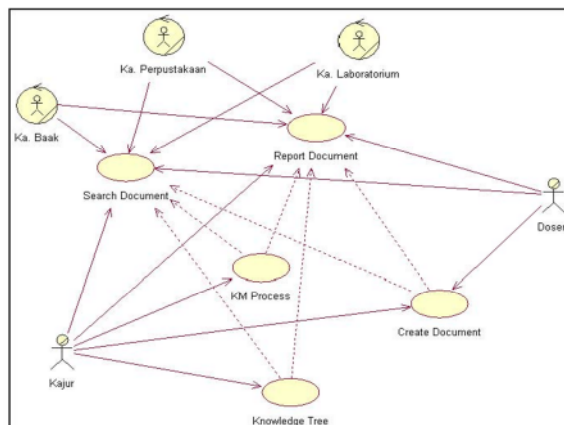 Ka. Perpustakaan
Ka. Laboratorium
Ka. Baak
Report Document
Search Document
Dosen
KM Process
Create Document
Kajur
Knowledge Tree